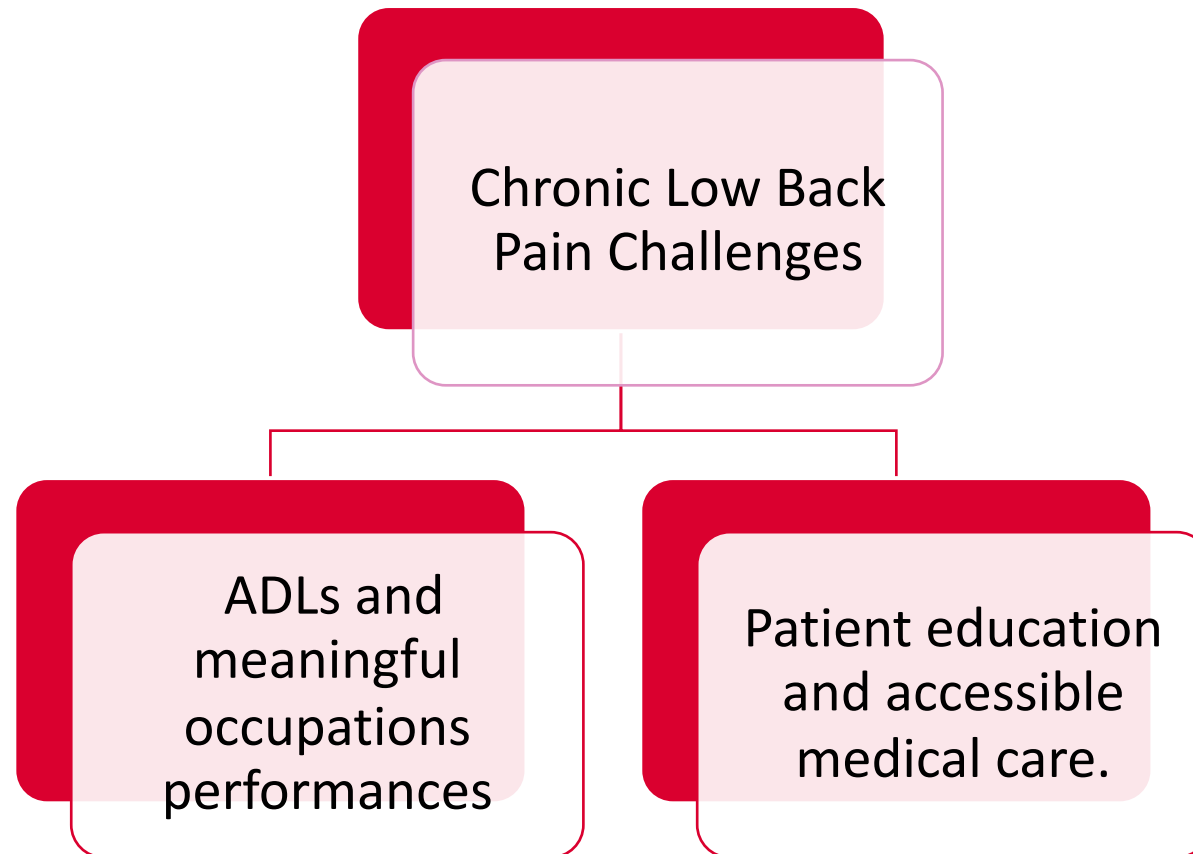 Chronic Low Back
Pain Challenges
ADLs and
meaningful
occupations
performances
Patient education
and accessible
medical care.